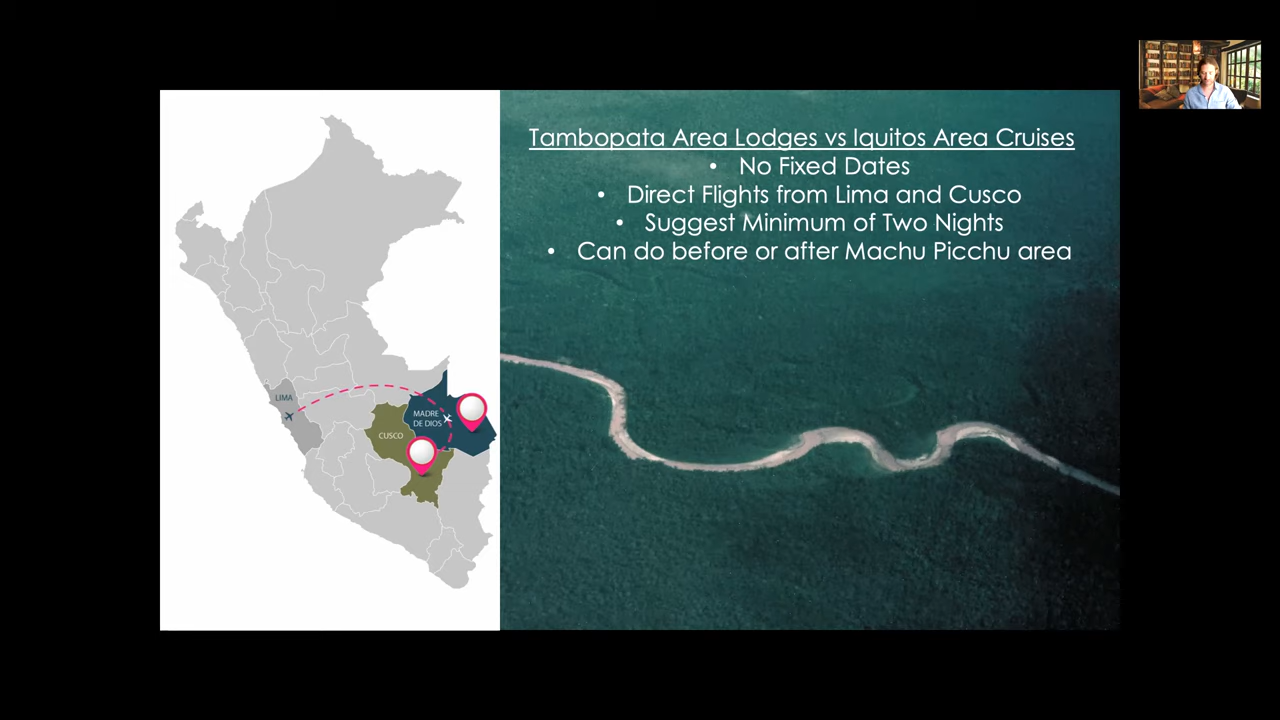 Tambopata Area Lodges vs Iquitos Area Cruises
• No Fixed Dates
• Direct Flights from Lima and Cusco
• Suggest Minimum of Two Nights
• Can do before or after Machu Picchu area
LIMA
MADRE
DE DIOS
CUSCO